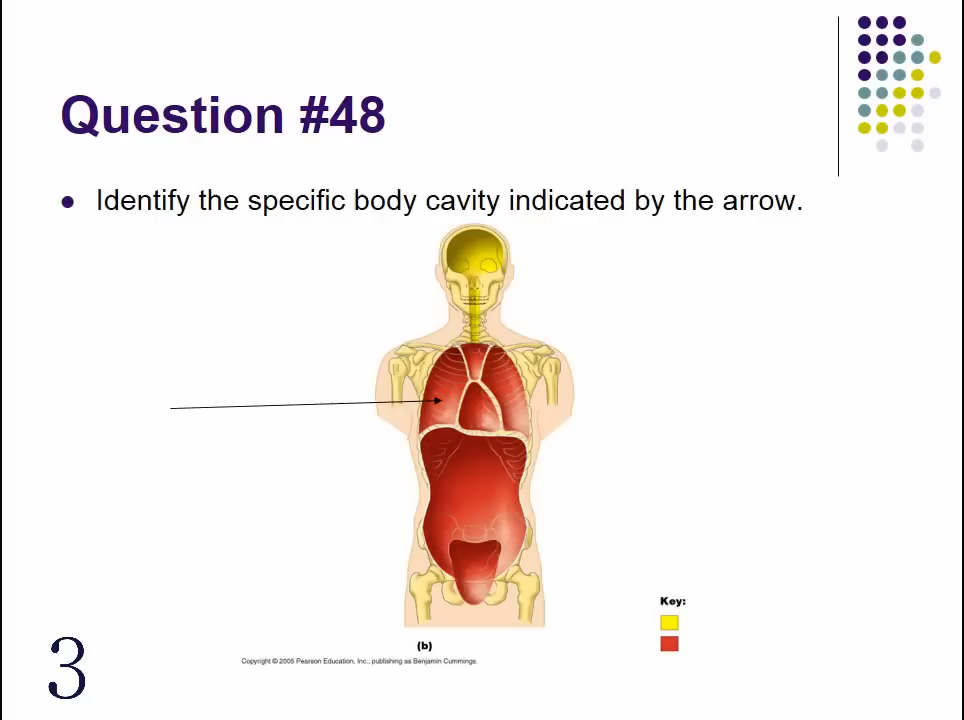 Question #48
Identify the specific body cavity indicated by the arrow.
Key:
(b)
Copyright © 2005 Pearson Education, Inc., publishing as Benjamin Cummings.
3